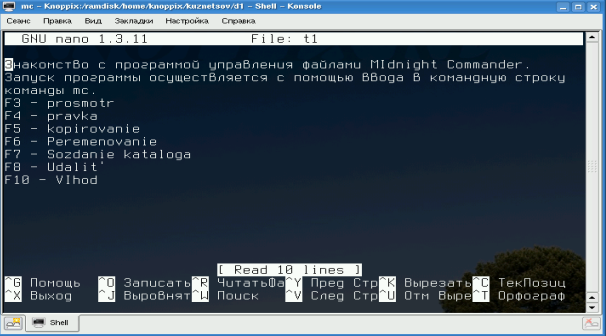 mc - Knoppix:/ramdisk/home/knoppix/kuznetsov/d1 - Shell - Konsole
Сеанс Правка Вид Закладки Настройка Справка
GNU nano 1.3.11 File: t1
Знакомство с программой управления файлами MIdnight Commander.
Запуск программы осуществляется с помощью Ввода В командную строку
команды mc.
F3 - prosmotr
F4 - pravka
F5 - kopirovanie
F6 - Peremenovanie
F7 - Sozdanie kataloga
F8 - Udalit'
F10 - VIhod
[ Read 10 lines ]
^G Помощь ^O Записать ^R ЧитатьФа ^Y Пред Стр ^K Вырезать ^C ТекПозиц
^X Выход ^J ВыроВнят ^W Поиск ^V След Стр ^U Отм Выре ^T Орфограф
Shell